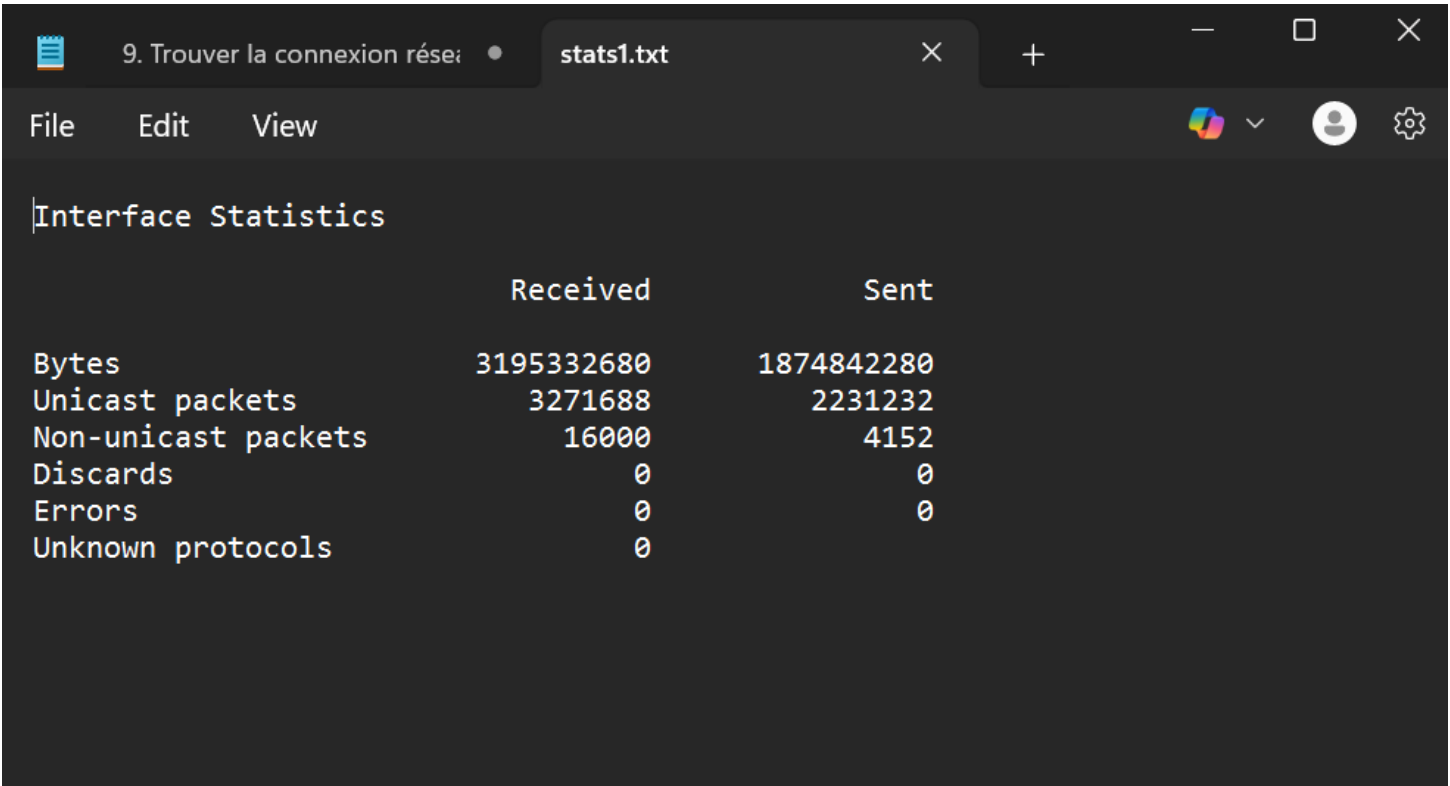 9. Trouver la connexion rése
stats1.txt
File Edit View
Interface Statistics
Received Sent
Bytes 3195332680 1874842280
Unicast packets 3271688 2231232
Non-unicast packets 16000 4152
Discards 0 0
Errors 0 0
Unknown protocols 0